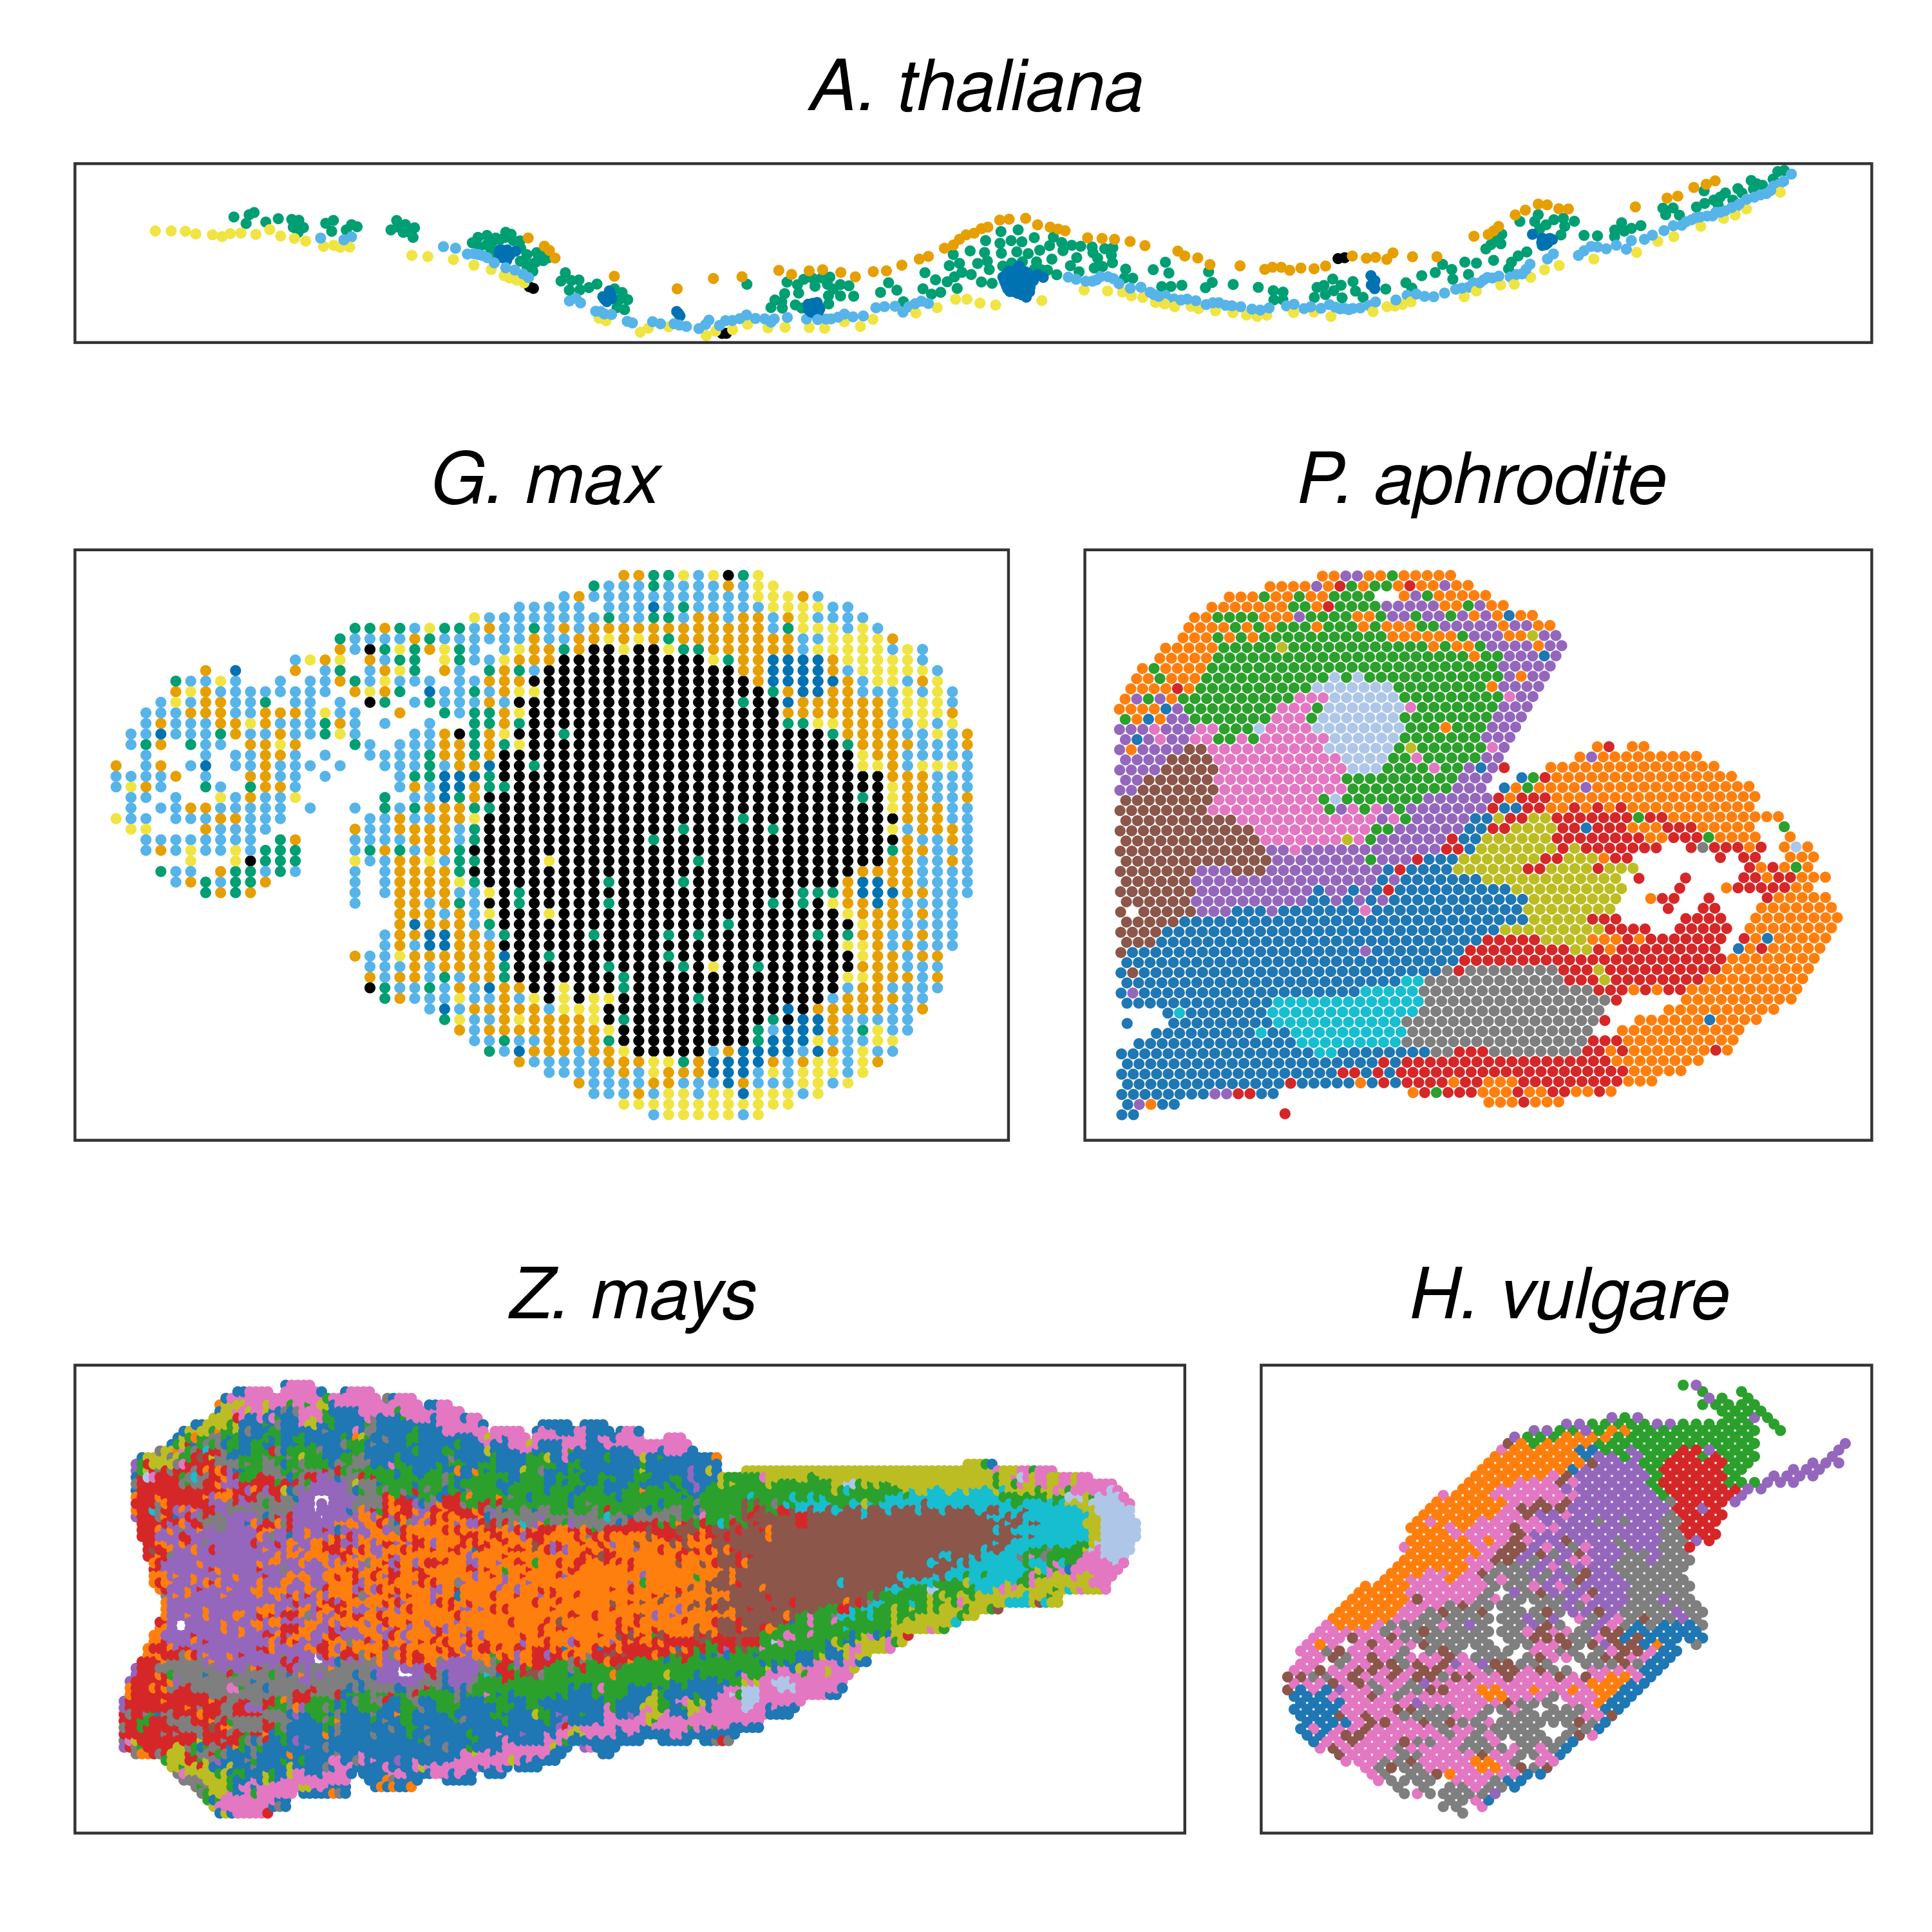 A. thaliana
G. max
P. aphrodite
Z. mays
H. vulgare